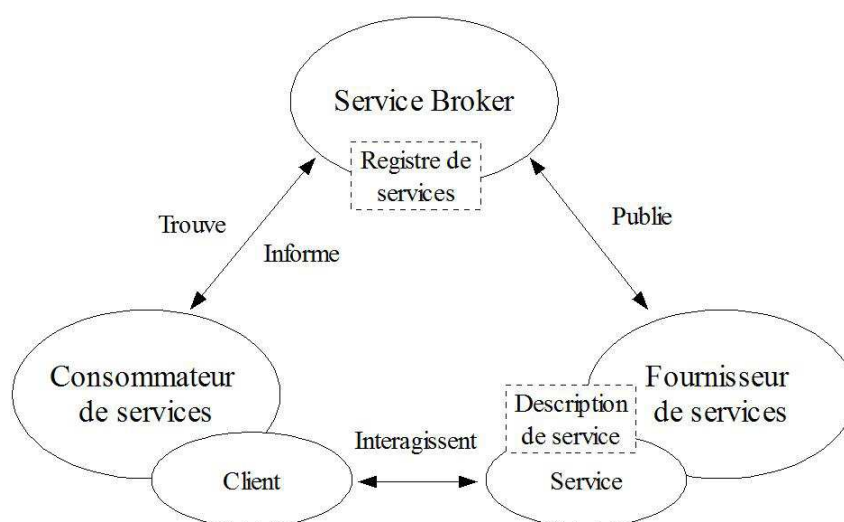 Service Broker
Registre de
services
Trouve
Informe
Publie
Consommateur
de services
Fournisseur
de services
Description
de service
Interagissent
Client
Service